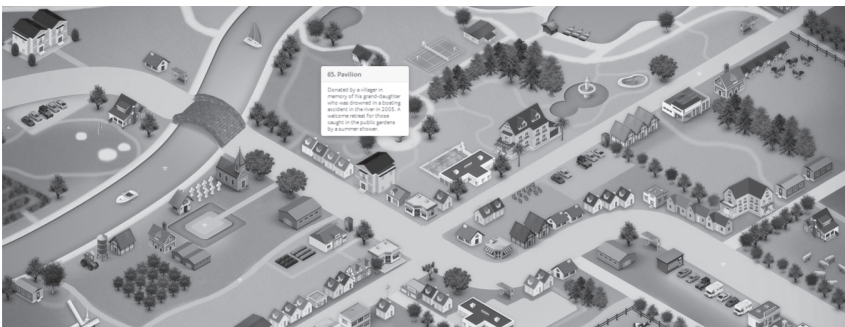 65. Pavilion
Donated by a villager in
memory of his grand-daughter
who was drowned in a boating
accident in the river in 2005. A
welcome retreat for those
caught in the public gardens
by a summer shower.